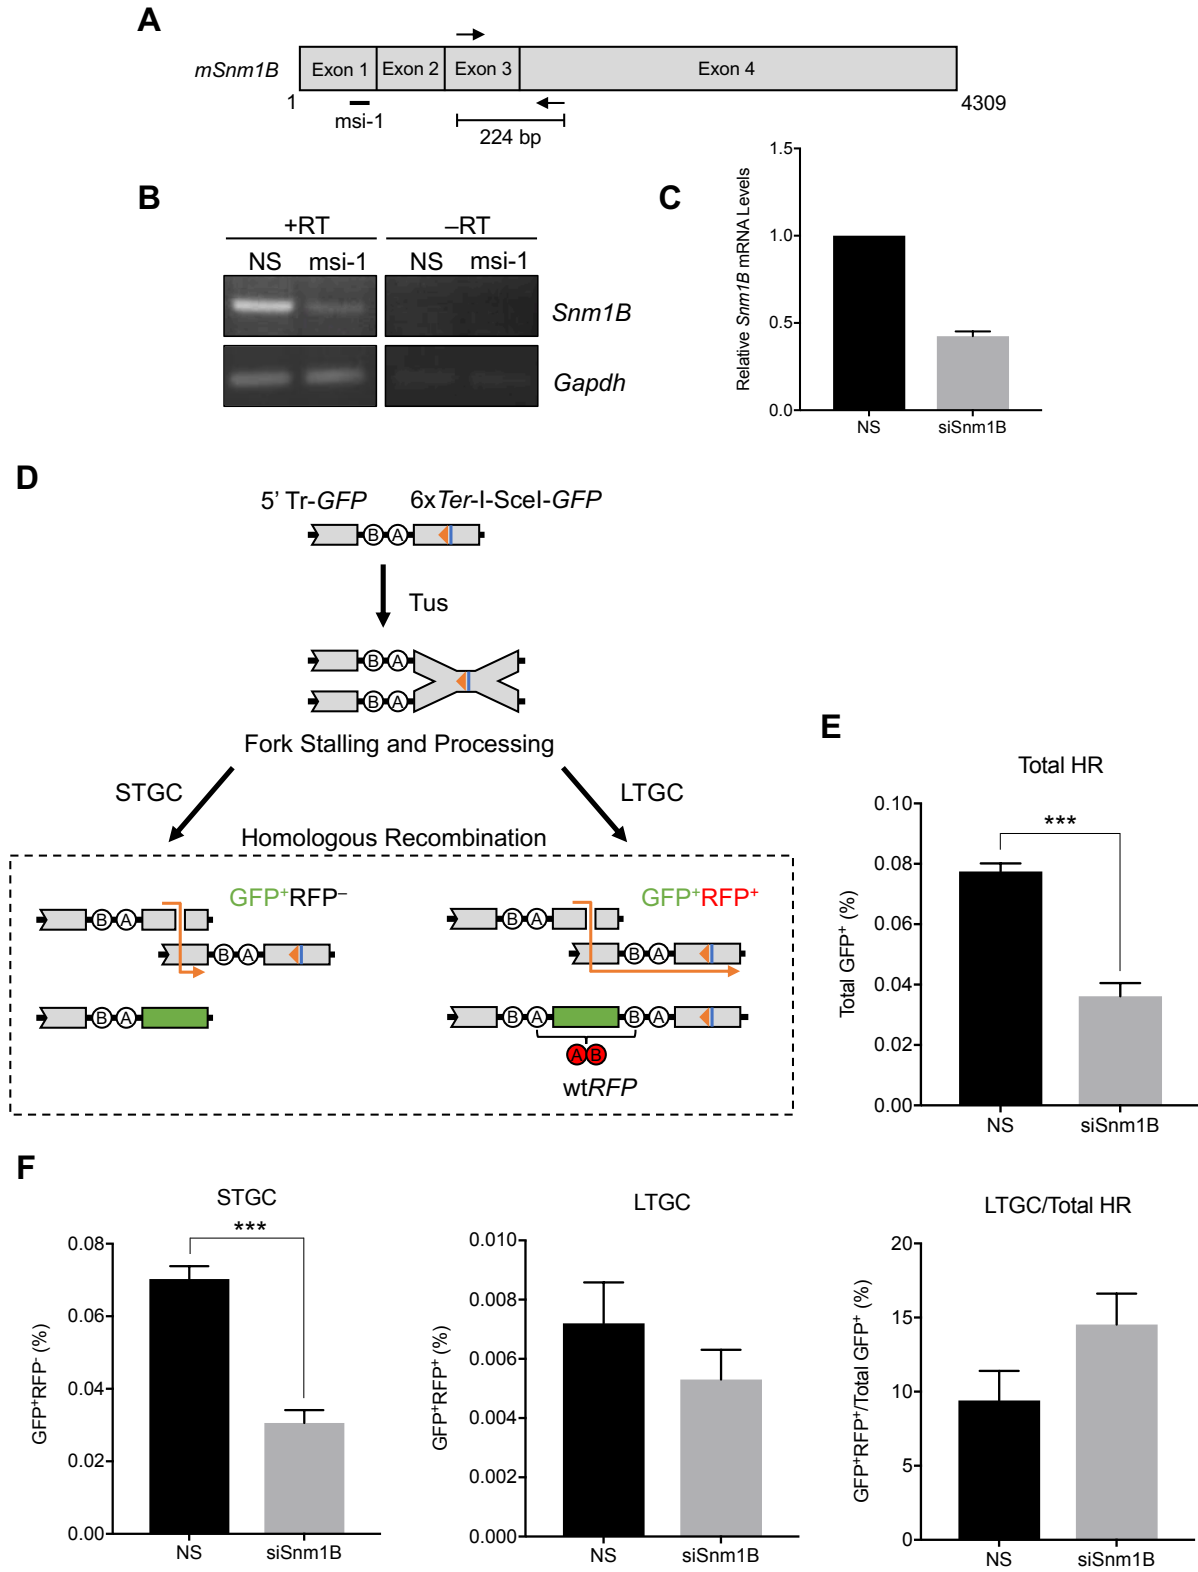 A
mSnm1B
Exon 1
Exon 2
Exon 3
Exon 4
1
4309
msi-1
224 bp
B
+RT
–RT
NS
msi-1
NS
msi-1
Snm1B
Gapdh
C
Relative Snm1B mRNA Levels
1.5
1.0
0.5
0.0
NS
siSnm1B
D
5’ Tr-GFP
6xTer-I-SceI-GFP
B
A
Tus
B
A
B
A
Fork Stalling and Processing
STGC
LTGC
Homologous Recombination
GFP⁺RFP⁻
B
A
B
A
B
A
GFP⁺RFP⁺
B
A
B
A
B
A
B
A
A
B
wtRFP
E
Total HR
Total GFP⁺ (%)
0.10
0.08
0.06
0.04
0.02
0.00
***
NS
siSnm1B
F
STGC
GFP⁺RFP⁻ (%)
0.08
0.06
0.04
0.02
0.00
***
NS
siSnm1B
LTGC
GFP⁺RFP⁺ (%)
0.010
0.008
0.006
0.004
0.002
0.000
NS
siSnm1B
LTGC/Total HR
GFP⁺RFP⁺/Total GFP⁺ (%)
20
15
10
5
0
NS
siSnm1B